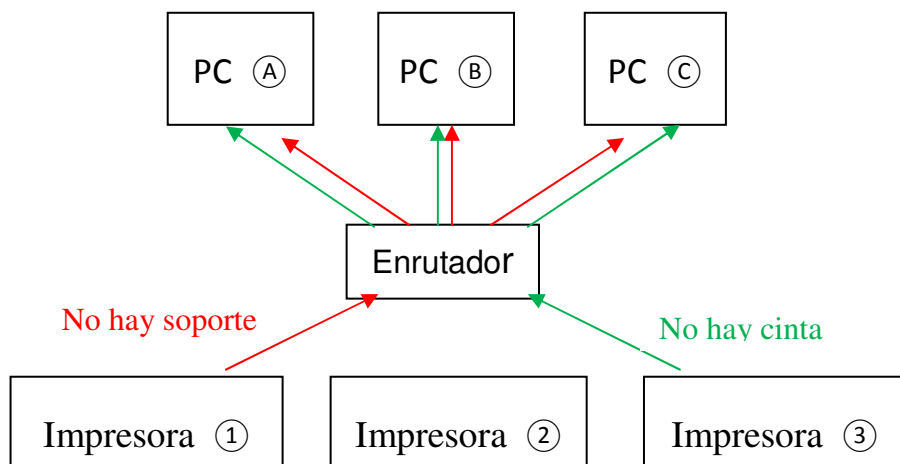 PC Ⓐ PC Ⓑ PC Ⓒ
Enrutador
No hay soporte
No hay cinta
Impresora ① Impresora ② Impresora ③